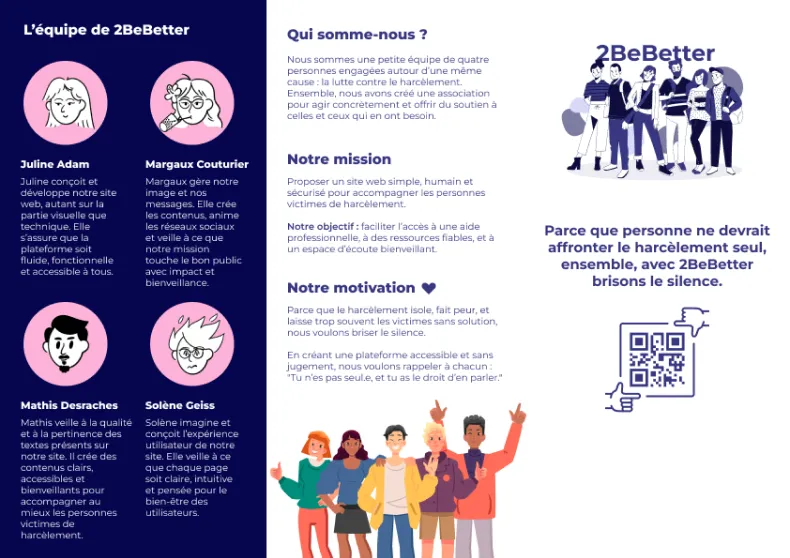 L'équipe de 2BeBetter
Juline Adam
Juline conçoit et
développe notre site
web, autant sur la
partie visuelle que
technique. Elle
s'assure que la
plateforme soit
fluide, fonctionnelle
et accessible à tous.
Margaux Couturier
Margaux gère notre
image et nos
messages. Elle crée
les contenus, anime
les réseaux sociaux
et veille à ce que
notre mission
touche le bon public
avec impact et
bienveillance.
Mathis Desraches
Mathis veille à la qualité
et à la pertinence des
textes présents sur
notre site. Il crée des
contenus clairs,
accessibles et
bienveillants pour
accompagner au
mieux les personnes
victimes de
harcèlement.
Solène Geiss
Solène imagine et
conçoit l'expérience
utilisateur de notre
site. Elle veille à ce
que chaque page
soit claire, intuitive
et pensée pour le
bien-être des
utilisateurs.
Qui somme-nous ?
Nous sommes une petite équipe de quatre
personnes engagées autour d'une même
cause : la lutte contre le harcèlement.
Ensemble, nous avons créé une association
pour agir concrètement et offrir du soutien à
celles et ceux qui en ont besoin.
Notre mission
Proposer un site web simple, humain et
sécurisé pour accompagner les personnes
victimes de harcèlement.
Notre objectif : faciliter l'accès à une aide
professionnelle, à des ressources fiables, et à
un espace d'écoute bienveillant.
Notre motivation
Parce que le harcèlement isole, fait peur, et
laisse trop souvent les victimes sans solution,
nous voulons briser le silence.
En créant une plateforme accessible et sans
jugement, nous voulons rappeler à chacun :
"Tu n'es pas seul.e, et tu as le droit d'en parler."
2BeBetter
Parce que personne ne devrait
affronter le harcèlement seul,
ensemble, avec 2BeBetter
brisons le silence.